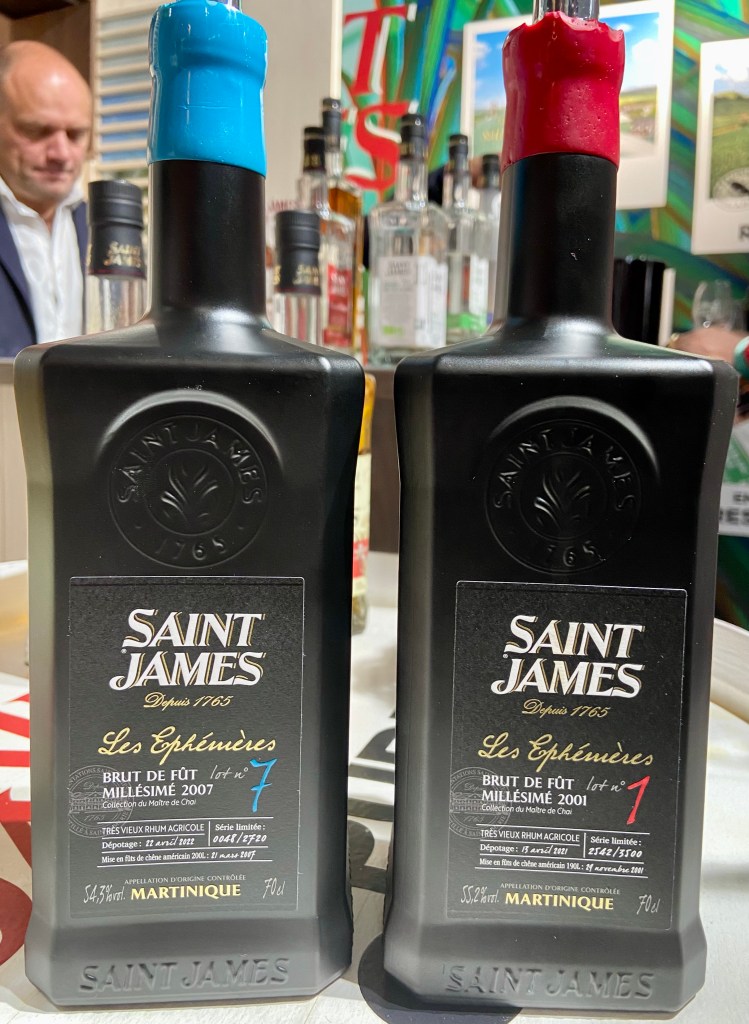 SAINT JAMES
1765
SAINT
JAMES
Depuis 1765
Les Ephémères
BRUT DE FÛT lot n° 7
MILLÉSIMÉ 2007
Collection du Maître de Chai
TRÈS VIEUX RHUM AGRICOLE
Dépotage : 22 avril 2022
Série limitée :
0048/2720
Mise en fûts de chêne américain 200L : 21 mars 2007
APPELLATION D'ORIGINE CONTRÔLÉE
54,3%vol. MARTINIQUE 70cl
SAINT JAMES
SAINT JAMES
1765
SAINT
JAMES
Depuis 1765
Les Ephémères
BRUT DE FÛT lot n° 1
MILLÉSIMÉ 2001
Collection du Maître de Chai
TRÈS VIEUX RHUM AGRICOLE
Dépotage : 13 avril 2021
Série limitée :
2542/3500
Mise en fûts de chêne américain 190L : 29 novembre 2001
APPELLATION D'ORIGINE CONTRÔLÉE
55,2%vol. MARTINIQUE 70cl
SAINT JAMES
SAINT
JAMES
SAINT
JAMES